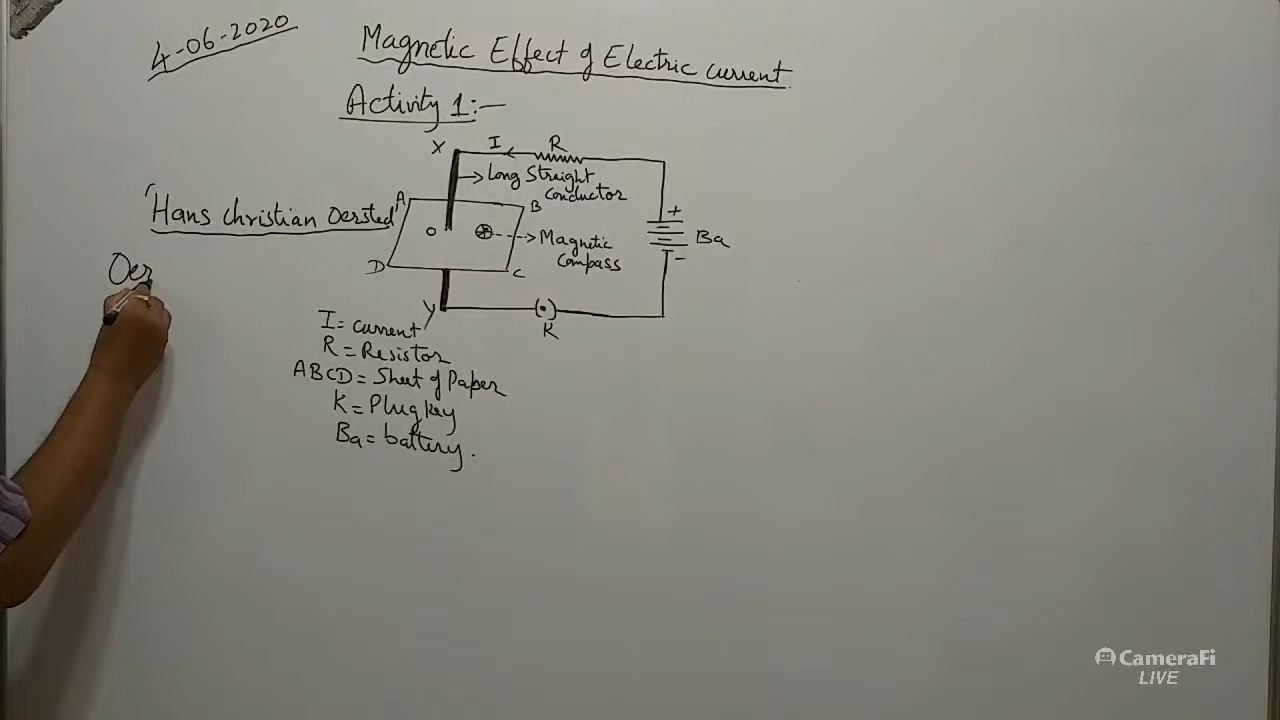 4-06-2020
Magnetic Effect of Electric current
Activity 1:-
X I R
Long Straight
conductor
A B
'Hans christian Oersted
+
O
Magnetic
compass
Ba
-
D C
Oer
Y K
I = current
R = Resistor
ABCD = Sheet of Paper
K = Plug key
Ba = battery.
CameraFi
LIVE